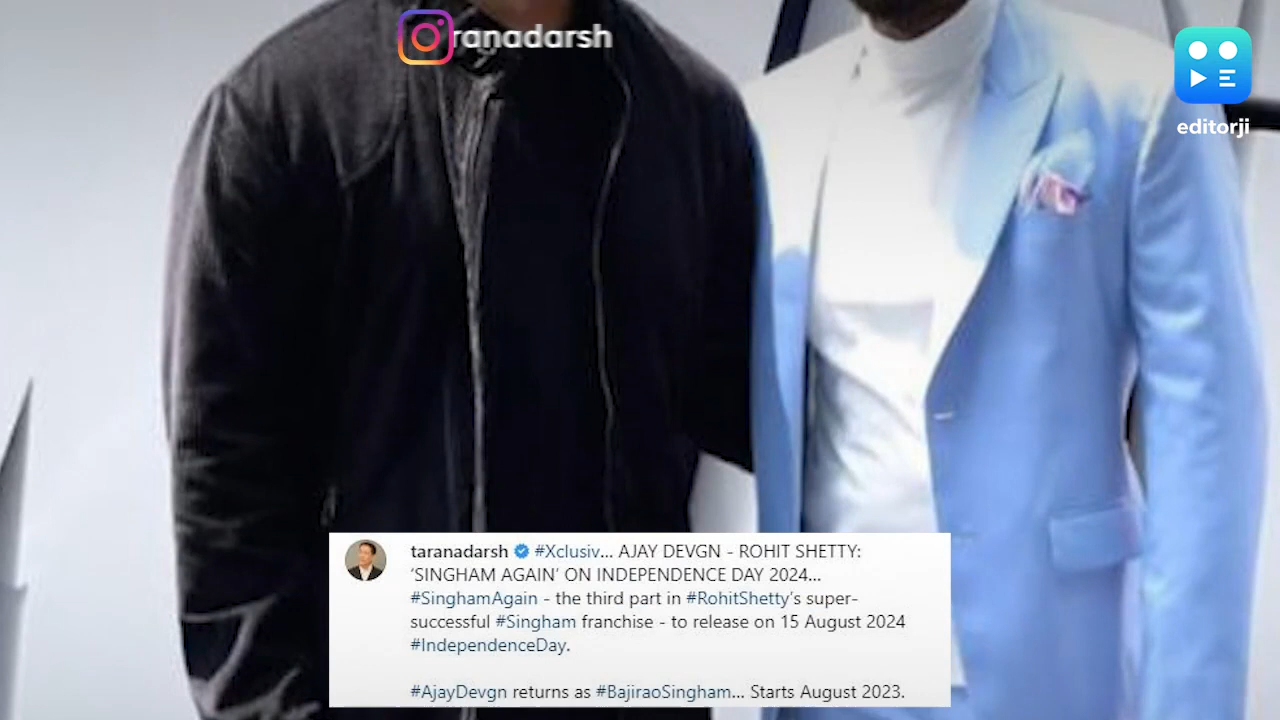 ranadarsh
editorji
taranadarsh #Xclusiv... AJAY DEVGN - ROHIT SHETTY:
‘SINGHAM AGAIN’ ON INDEPENDENCE DAY 2024...
#SinghamAgain - the third part in #RohitShetty’s super-
successful #Singham franchise - to release on 15 August 2024
#IndependenceDay.
#AjayDevgn returns as #BajiraoSingham... Starts August 2023.